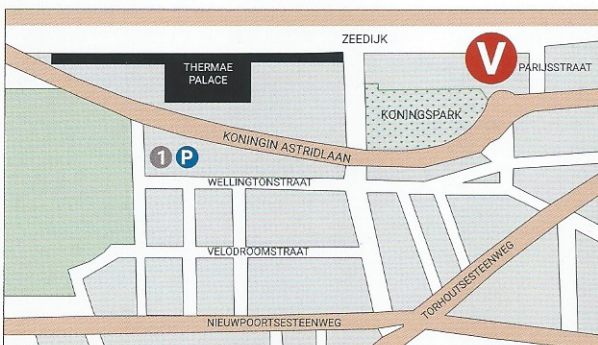 ZEEDIJK
V
THERMAE
PALACE
PARIJSSTRAAT
KONINGSPARK
KONINGIN ASTRIDLAAN
1 P
WELLINGTONSTRAAT
VELODROOMSTRAAT
TORHOUTSESTEENWEG
NIEUWPOORTSESTEENWEG